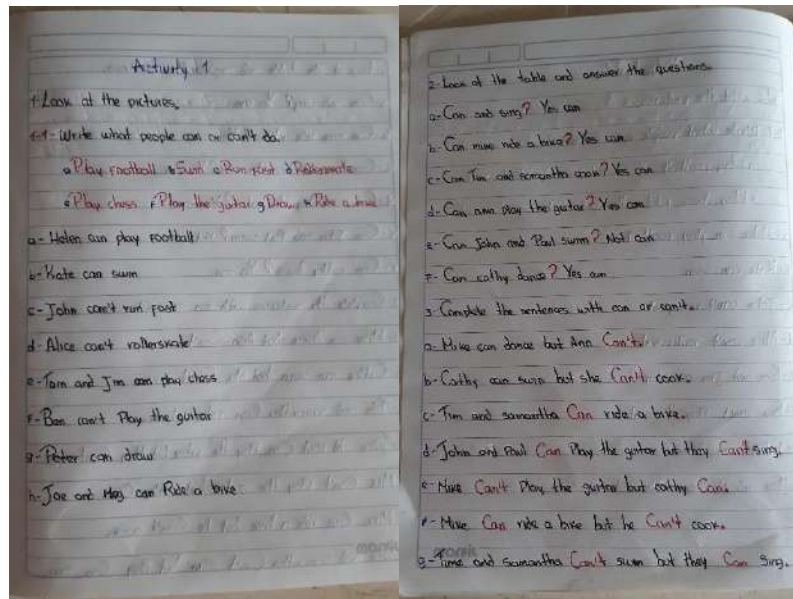 Activity 1
1-Look at the pictures.
1-1-Write what people can or can't do.
a Play Football b Swim c Run fast d Rollerskate
e Play chess f Play the guitar g Draw h Ride a bike
a- Helen can play football
b- Kate can swim
c- John can't run fast
d- Alice can't rollerskate
e- Tom and Jim can play chess
F- Ben can't Play the guitar
g- Peter can draw
h- Joe and Meg can Ride a bike
2-Look at the table and answer the questions.
a- Can and sing? Yes can
b- Can mike ride a bike? Yes can
c- Can Tim and samantha cook? Yes can
d- Can ann play the guitar? Yes can
e- Can John and Paul swim? Not can
F- Can cathy dance? Yes can
3- Complete the sentences with can or can't.
a- Mike can dance but Ann Can't.
b- Cathy can swim but she Can't cook.
c- Tim and samantha Can ride a bike.
d- John and Paul Can Play the guitar but they Can't sing.
e- Mike Can't Play the guitar but cathy Can.
F- Mike Can ride a bike but he Can't cook.
g- Time and samantha Can't swim but they Can sing.